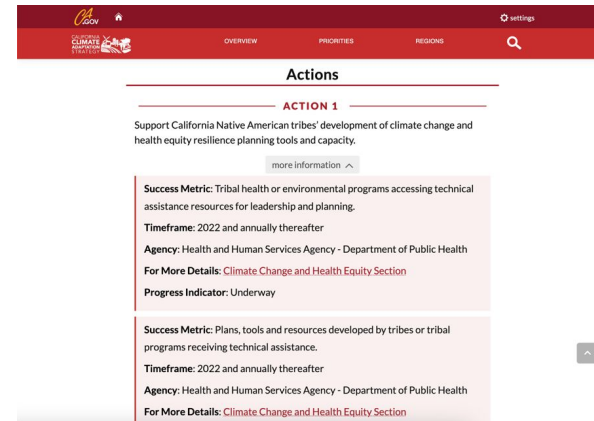 CA.GOV
settings
CALIFORNIA
CLIMATE
ADAPTATION
STRATEGY
OVERVIEW PRIORITIES REGIONS
Actions
ACTION 1
Support California Native American tribes' development of climate change and
health equity resilience planning tools and capacity.
more information
Success Metric: Tribal health or environmental programs accessing technical
assistance resources for leadership and planning.
Timeframe: 2022 and annually thereafter
Agency: Health and Human Services Agency - Department of Public Health
For More Details: Climate Change and Health Equity Section
Progress Indicator: Underway
Success Metric: Plans, tools and resources developed by tribes or tribal
programs receiving technical assistance.
Timeframe: 2022 and annually thereafter
Agency: Health and Human Services Agency - Department of Public Health
For More Details: Climate Change and Health Equity Section